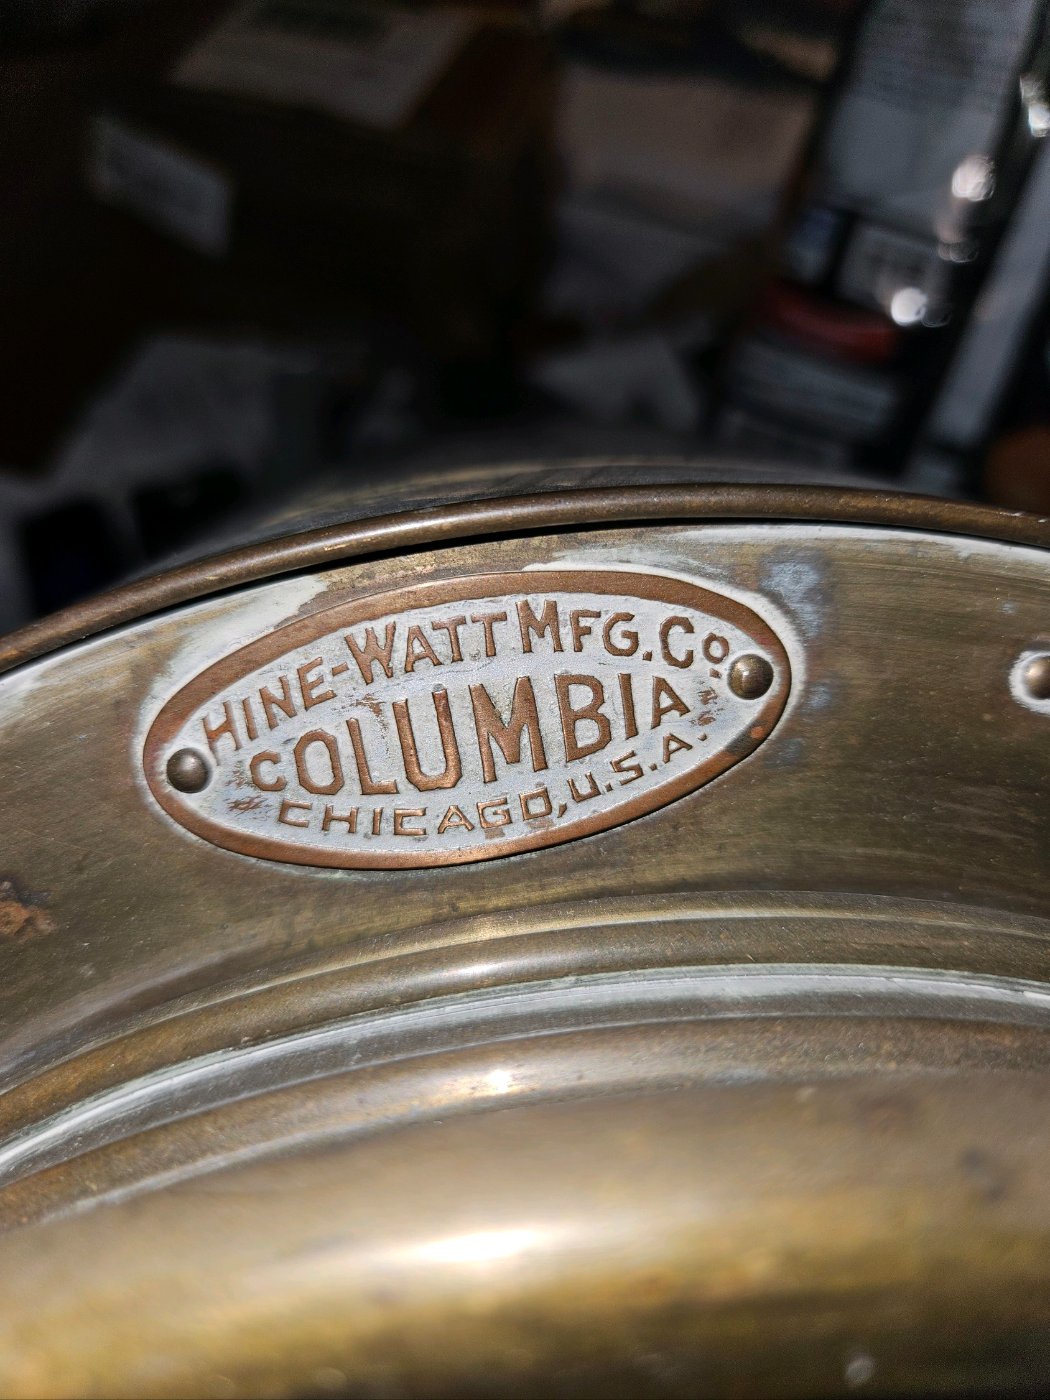 HINE-WATT MFG. Co.
COLUMBIA
CHICAGO, U.S.A.